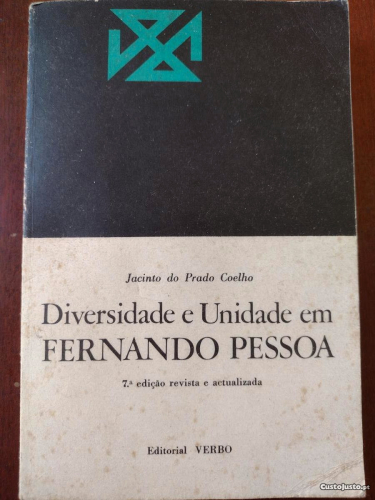 Jacinto do Prado Coelho
Diversidade e Unidade em
FERNANDO PESSOA
7.ª edição revista e actualizada
Editorial VERBO
CustoJusto.pt